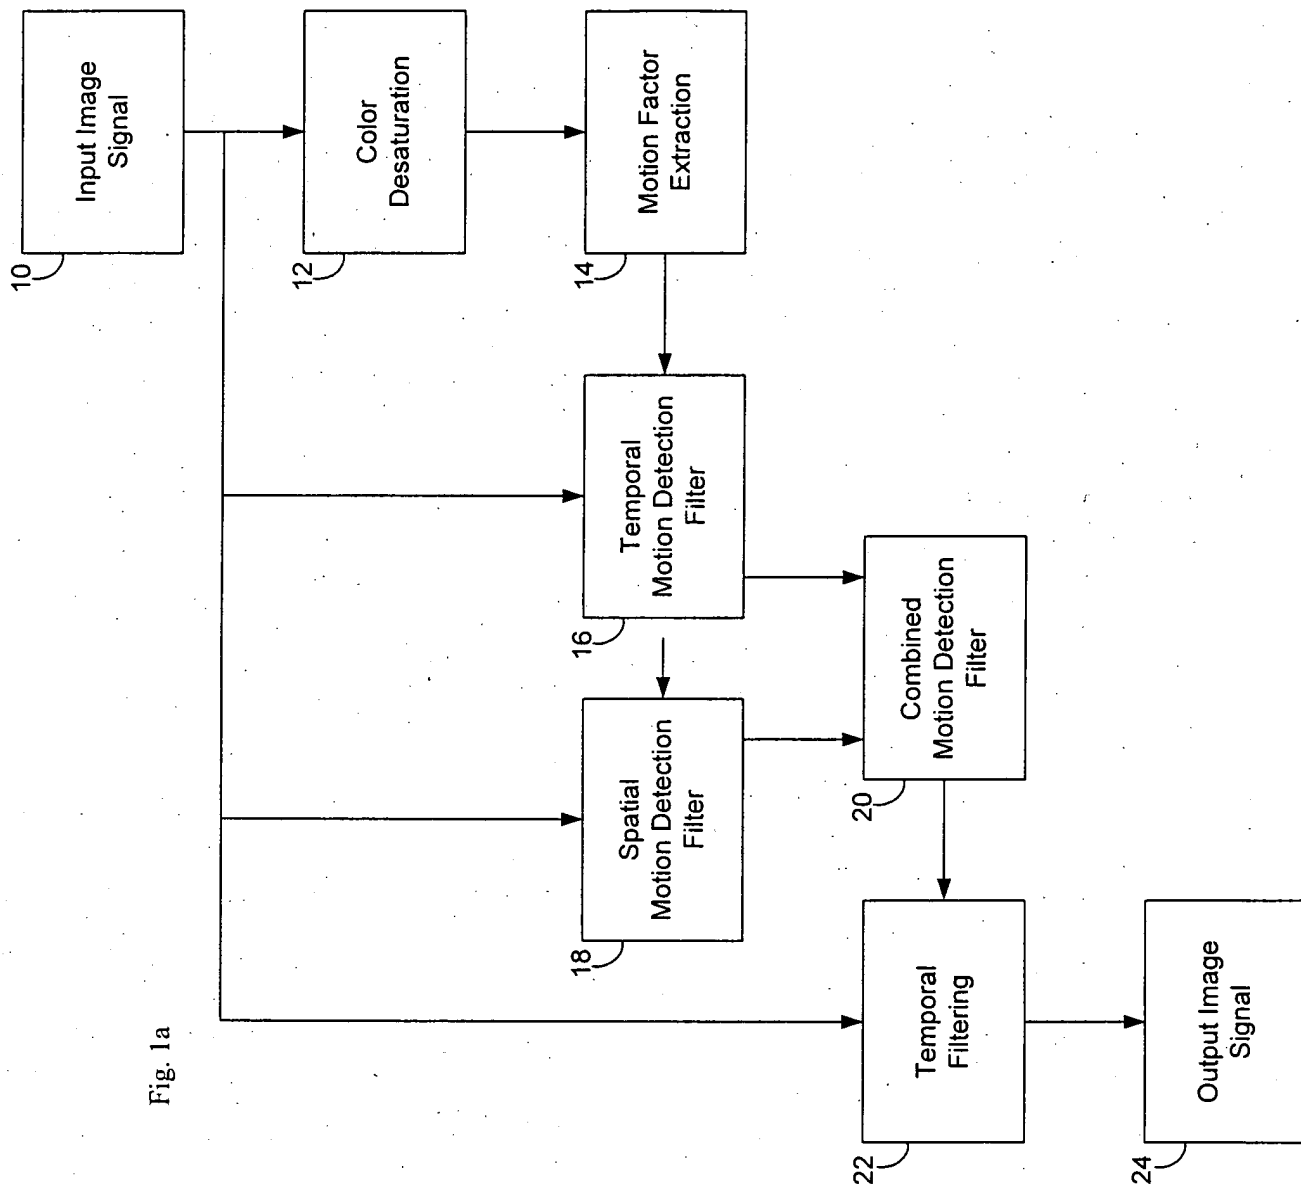 Input Image
Signal
10
Color
Desaturation
12
Motion Factor
Extraction
14
Temporal
Motion Detection
Filter
16
Spatial
Motion Detection
Filter
18
Combined
Motion Detection
Filter
20
Temporal
Filtering
22
Output Image
Signal
24
Fig. 1a